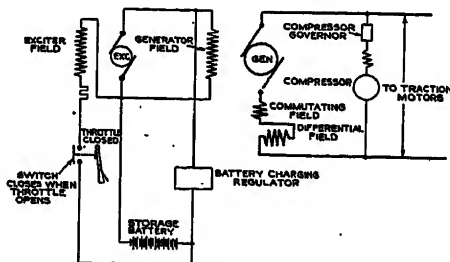 EXCITER
FIELD
EXC
GENERATOR
FIELD
GEN
COMPRESSOR
GOVERNOR
COMPRESSOR
TO TRACTION
MOTORS
COMMUTATING
FIELD
DIFFERENTIAL
FIELD
THROTTLE
CLOSED
SWITCH
CLOSES WHEN
THROTTLE
OPENS
BATTERY CHARGING
REGULATOR
STORAGE
BATTERY